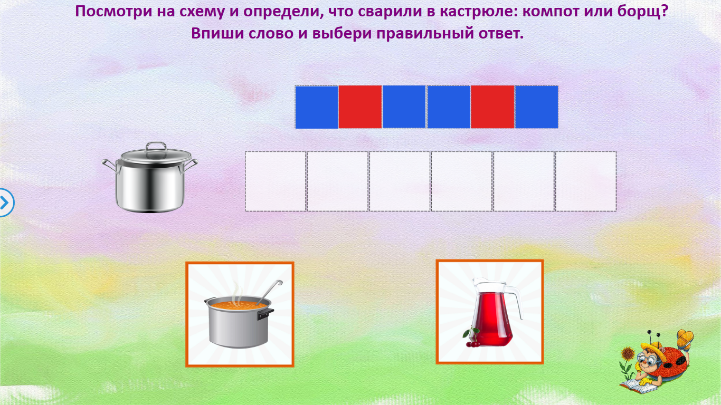 Посмотри на схему и определи, что сварили в кастрюле: компот или борщ?
Впиши слово и выбери правильный ответ.